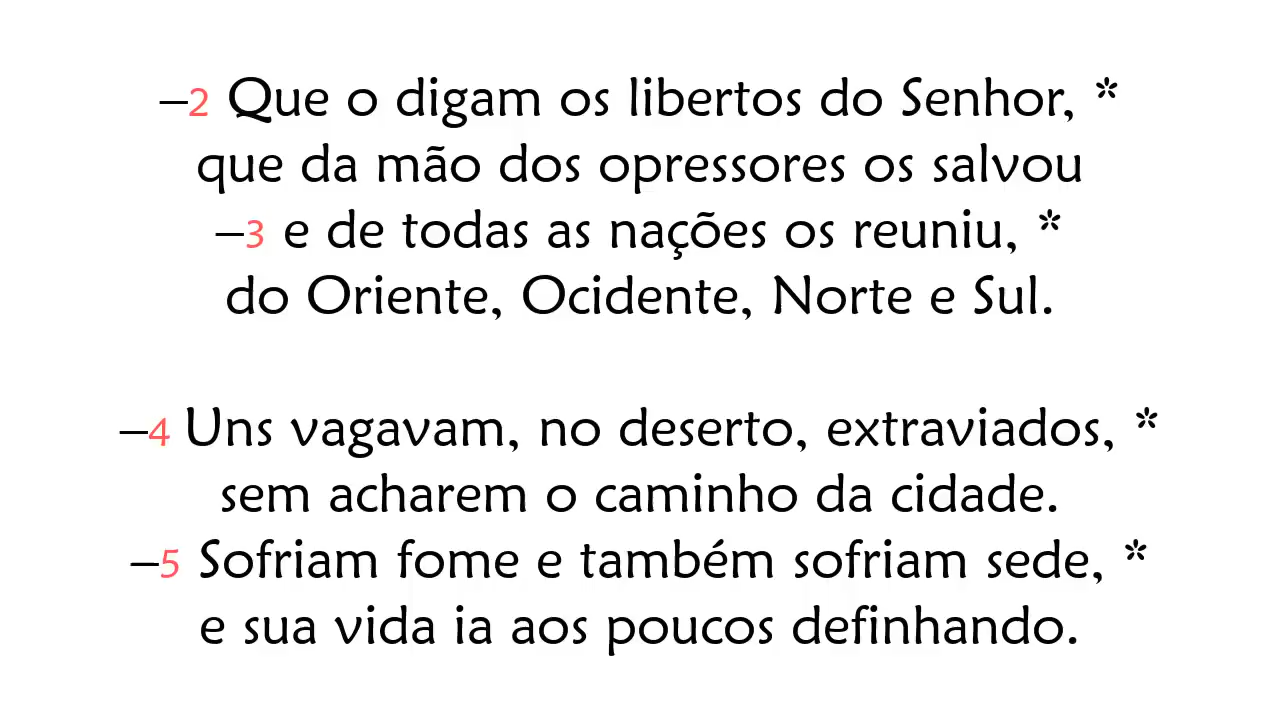 –2 Que o digam os libertos do Senhor, *
que da mão dos opressores os salvou
–3 e de todas as nações os reuniu, *
do Oriente, Ocidente, Norte e Sul.
–4 Uns vagavam, no deserto, extraviados, *
sem acharem o caminho da cidade.
–5 Sofriam fome e também sofriam sede, *
e sua vida ia aos poucos definhando.